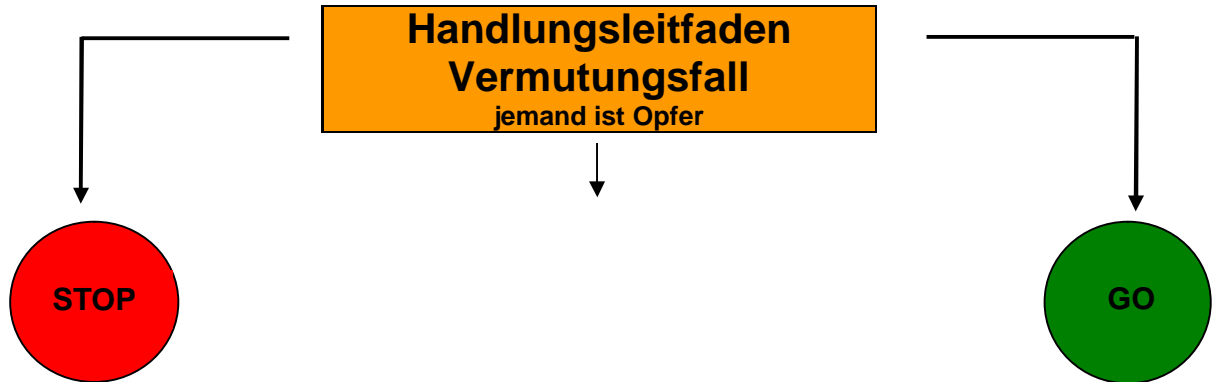 Handlungsleitfaden
Vermutungsfall
jemand ist Opfer
STOP
GO